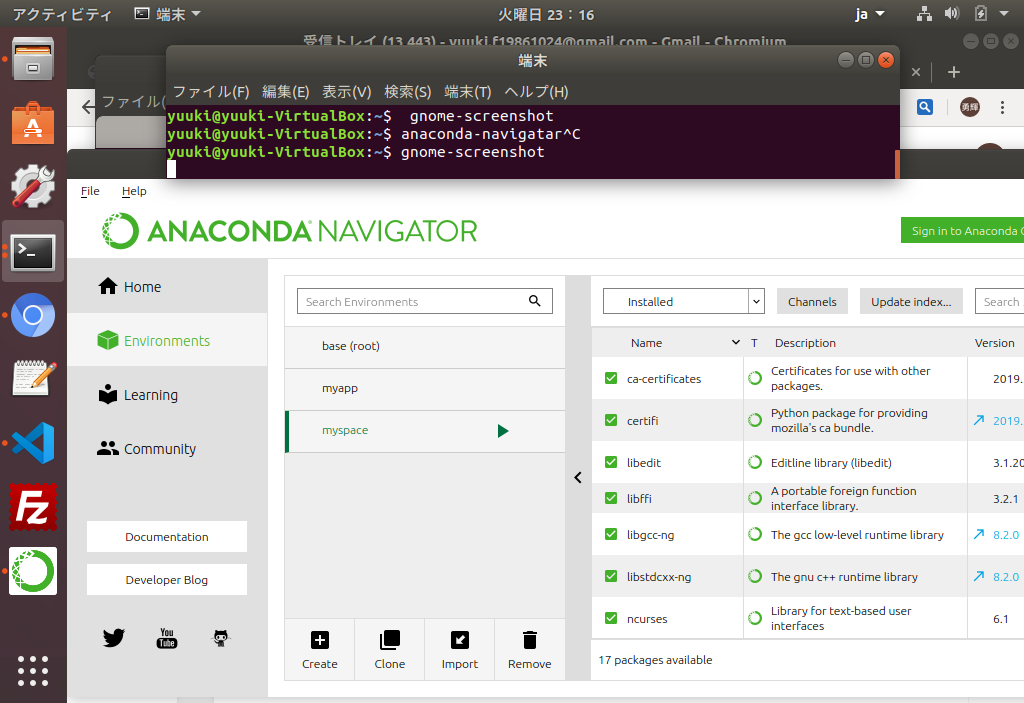 アクティビティ 端末 火曜日 23：16 ja
受信トレイ (13,443) - yuuki.f19861024@gmail.com - Gmail - Chromium
端末
ファイル(F) 編集(E) 表示(V) 検索(S) 端末(T) ヘルプ(H)
ファイル(
勇輝
yuuki@yuuki-VirtualBox:~$  gnome-screenshot
yuuki@yuuki-VirtualBox:~$ anaconda-navigatar^C
yuuki@yuuki-VirtualBox:~$ gnome-screenshot
File Help
ANACONDA NAVIGATOR
Sign in to Anaconda
Home
Environments
Learning
Community
Documentation
Developer Blog
You
Tube
Search Environments
base (root)
myapp
myspace
Create Clone Import Remove
Installed Channels Update index... Search
Name T Description Version
ca-certificates Certificates for use with other packages. 2019.
certifi Python package for providing mozilla's ca bundle. 2019.
libedit Editline library (libedit) 3.1.20
libffi A portable foreign function interface library. 3.2.1
libgcc-ng The gcc low-level runtime library 8.2.0
libstdcxx-ng The gnu c++ runtime library 8.2.0
ncurses Library for text-based user interfaces 6.1
17 packages available